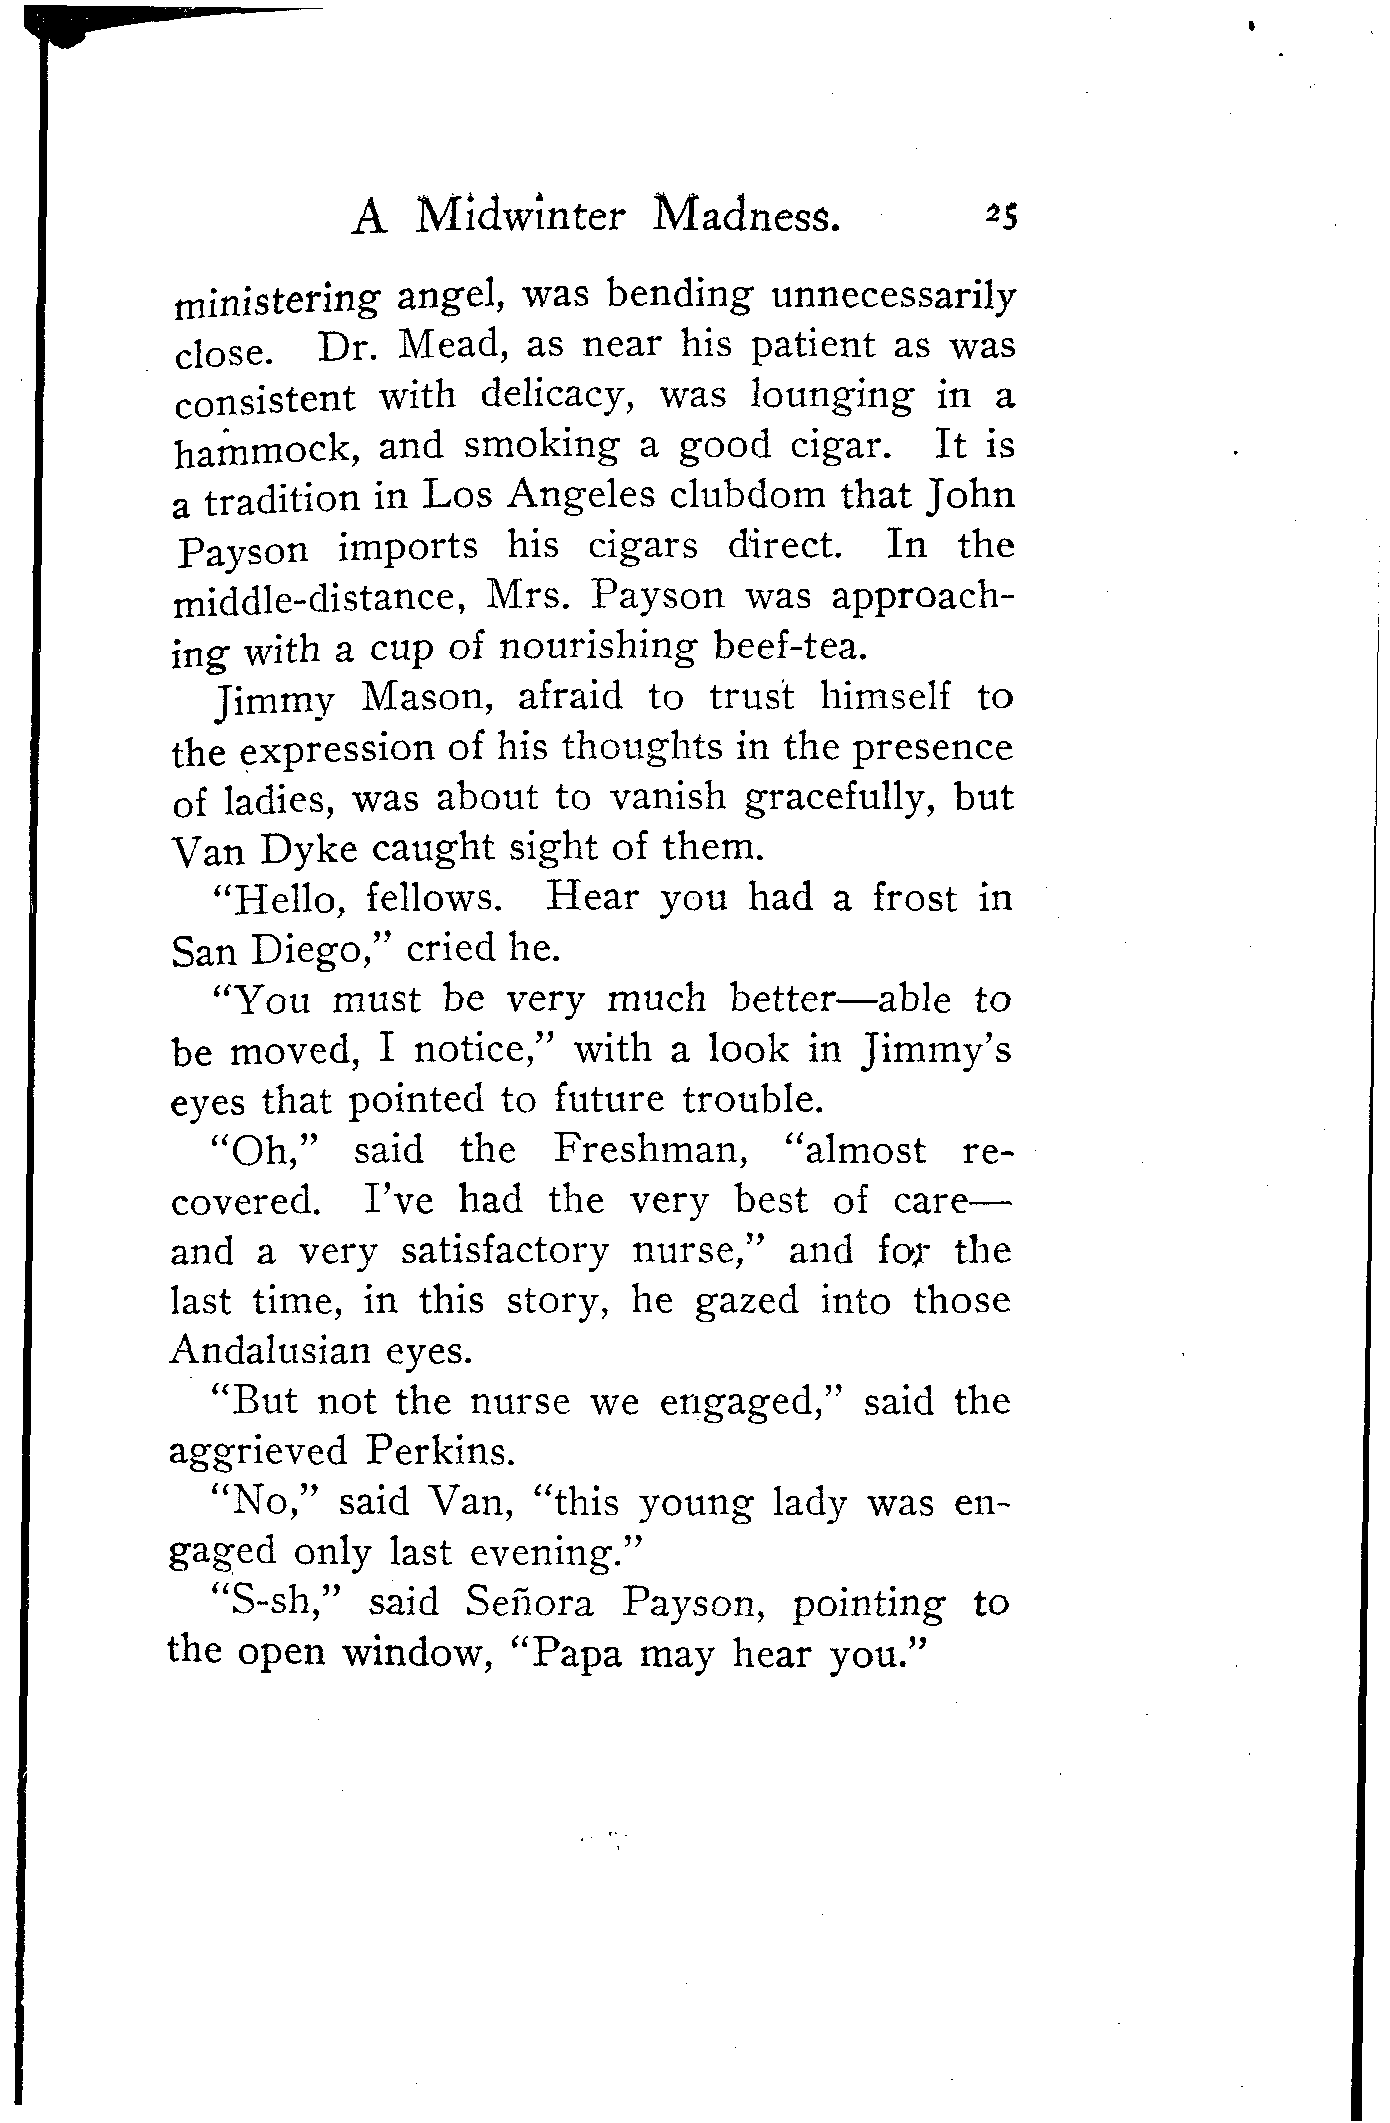 A Midwinter Madness. 25
ministering angel, was bending unnecessarily
close. Dr. Mead, as near his patient as was
consistent with delicacy, was lounging in a
hammock, and smoking a good cigar. It is
a tradition in Los Angeles clubdom that John
Payson imports his cigars direct. In the
middle-distance, Mrs. Payson was approach-
ing with a cup of nourishing beef-tea.
Jimmy Mason, afraid to trust himself to
the expression of his thoughts in the presence
of ladies, was about to vanish gracefully, but
Van Dyke caught sight of them.
“Hello, fellows. Hear you had a frost in
San Diego,” cried he.
“You must be very much better—able to
be moved, I notice,” with a look in Jimmy's
eyes that pointed to future trouble.
“Oh,” said the Freshman, “almost re-
covered. I've had the very best of care—
and a very satisfactory nurse,” and for the
last time, in this story, he gazed into those
Andalusian eyes.
“But not the nurse we engaged,” said the
aggrieved Perkins.
“No,” said Van, “this young lady was en-
gaged only last evening.”
“S-sh,” said Señora Payson, pointing to
the open window, “Papa may hear you.”